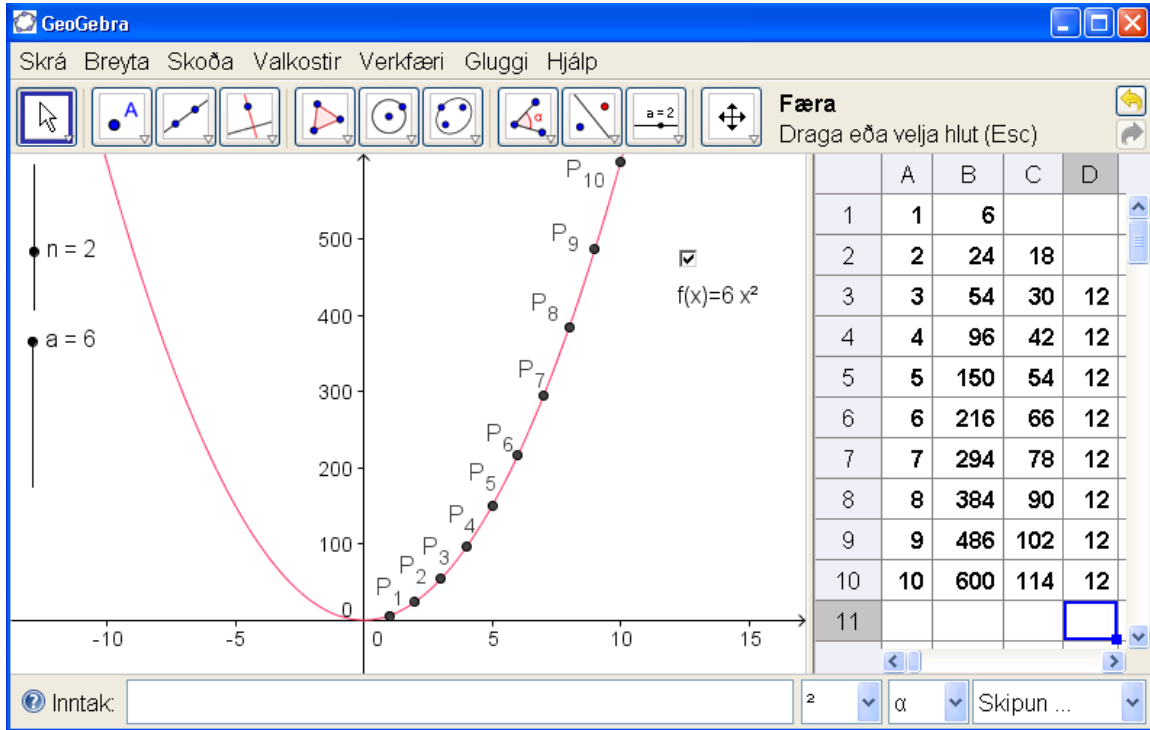 GeoGebra
Skrá Breyta Skoða Valkostir Verkfæri Gluggi Hjálp
A
α
a = 2
Færa
Draga eða velja hlut (Esc)
n = 2
a = 6
f(x)=6 x²
P₁₀
P₉
P₈
P₇
P₆
P₅
P₄
P₃
P₂
P₁
500
400
300
200
100
0
-10 -5 0 5 10 15
A B C D
1 1 6
2 2 24 18
3 3 54 30 12
4 4 96 42 12
5 5 150 54 12
6 6 216 66 12
7 7 294 78 12
8 8 384 90 12
9 9 486 102 12
10 10 600 114 12
11
Inntak: ² α Skipun ...